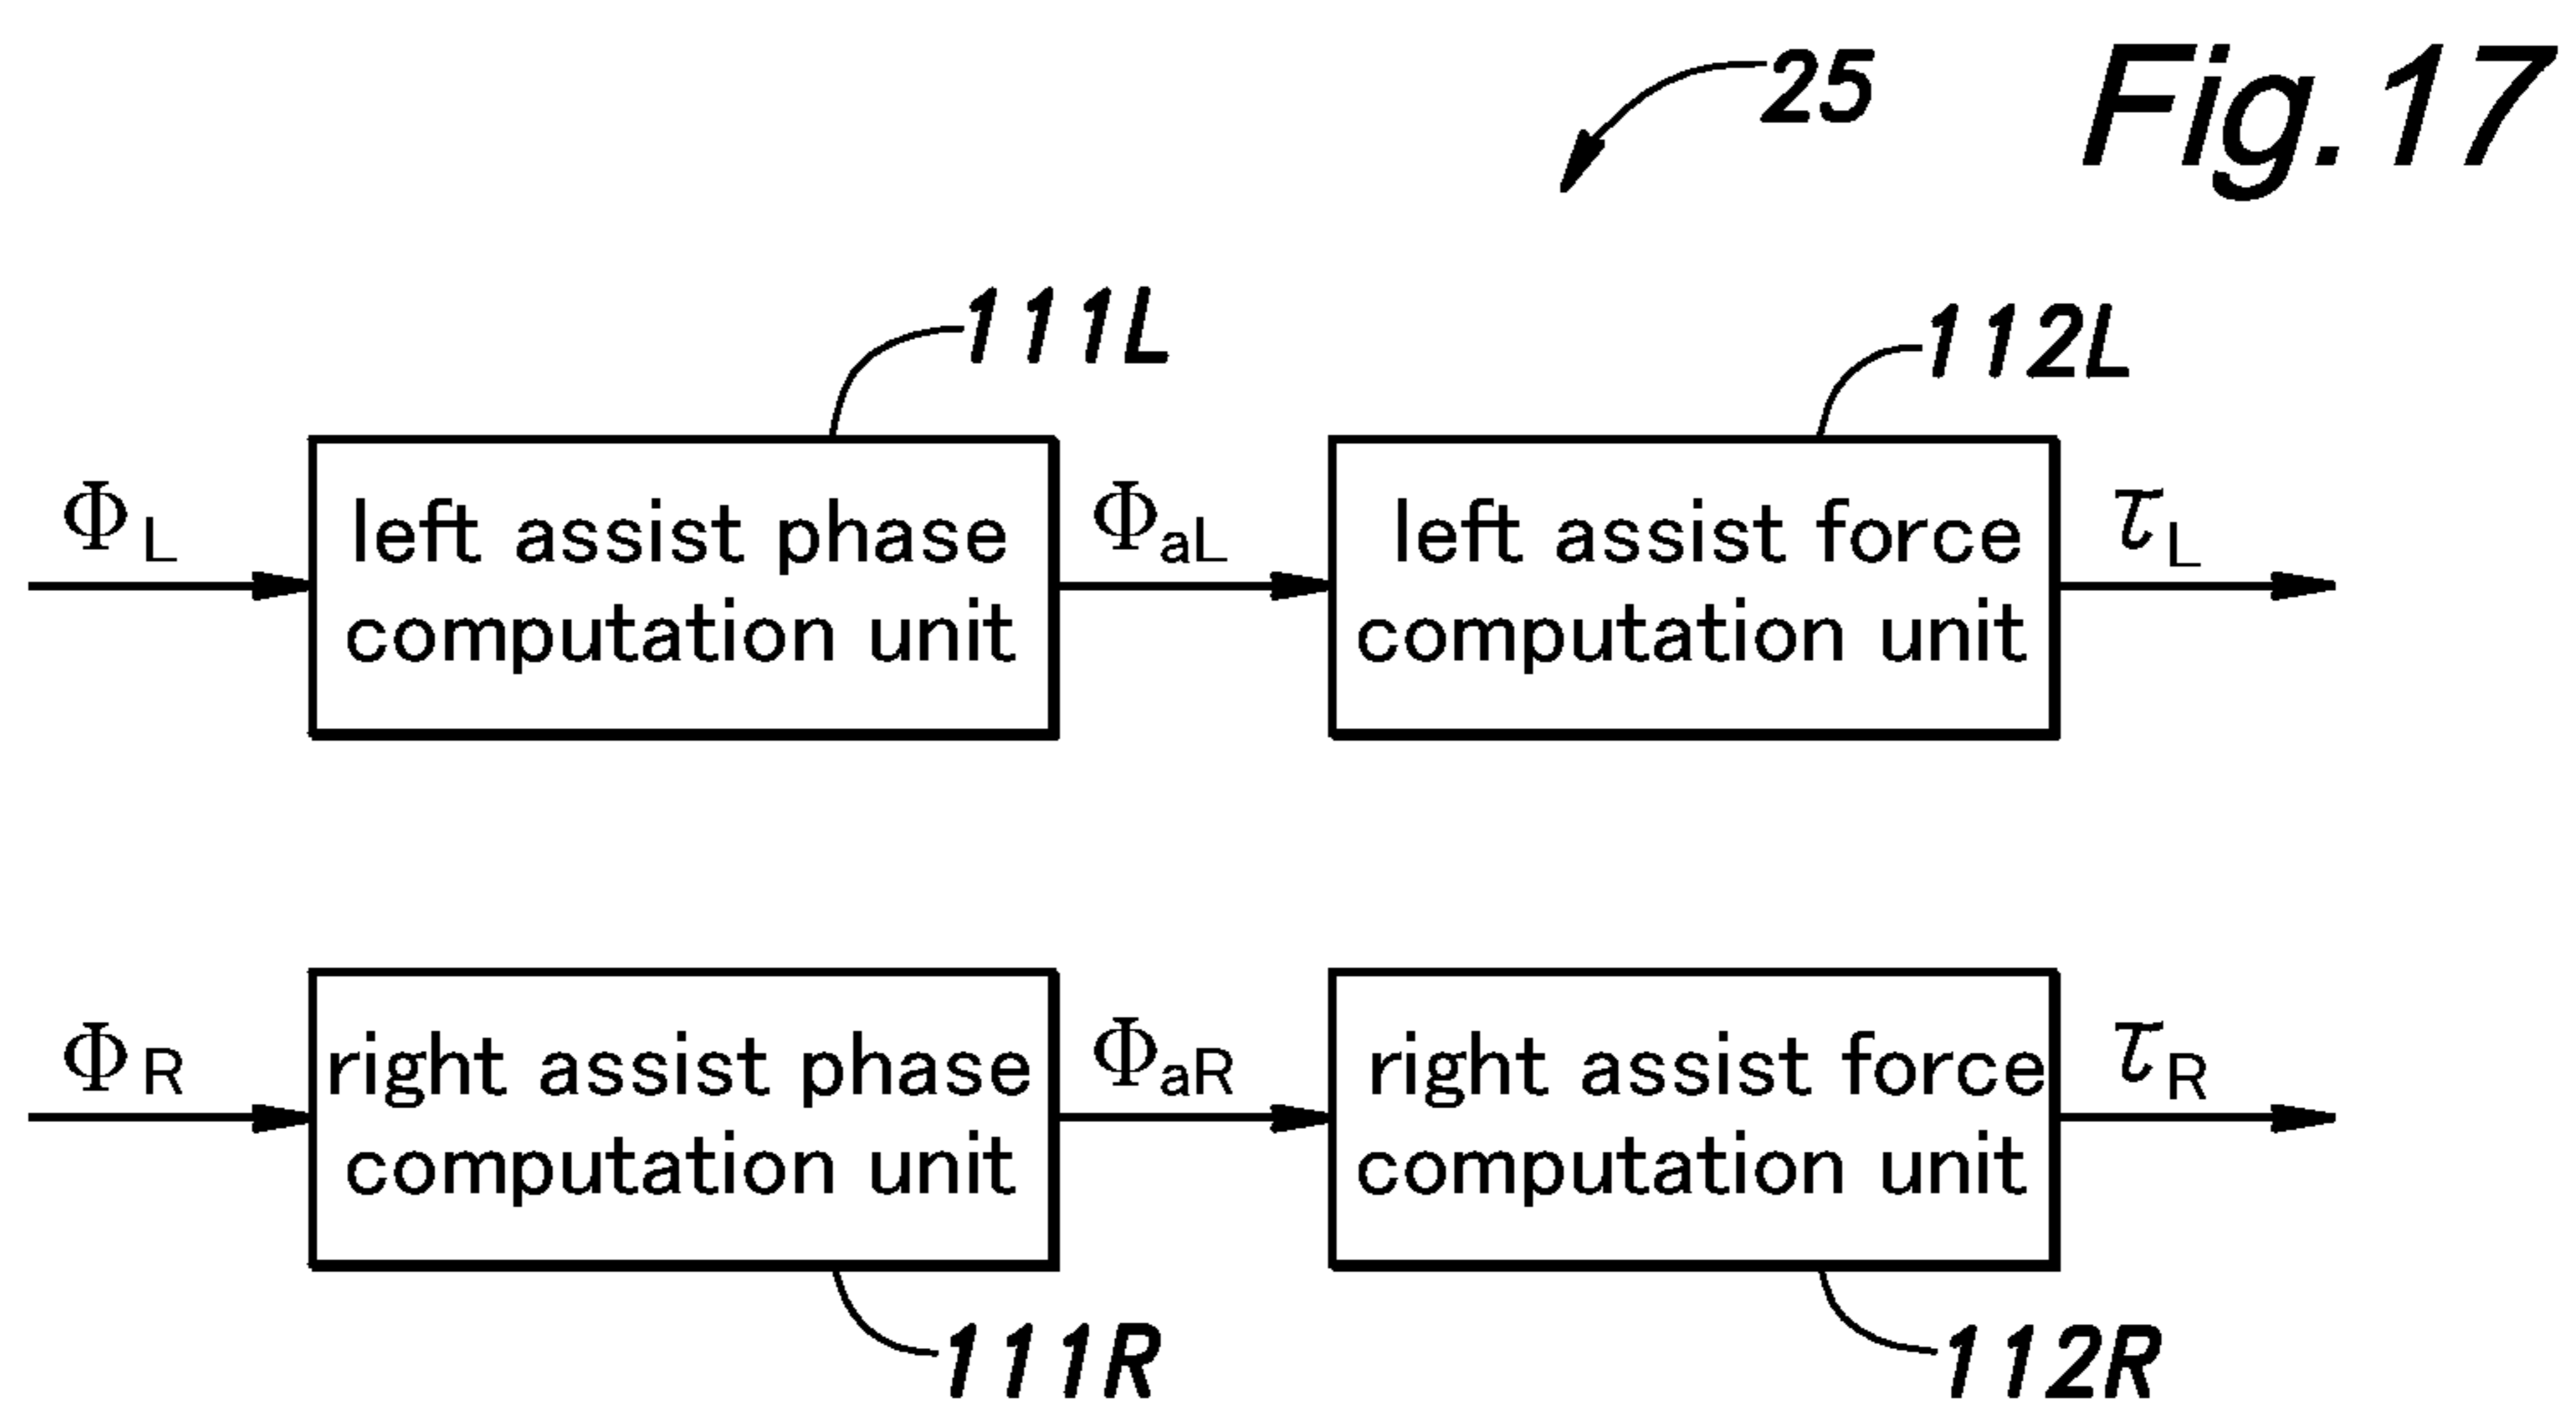 25
Fig.17
111L
112L
ΦL
left assist phase
computation unit
ΦaL
left assist force
computation unit
τL
ΦR
right assist phase
computation unit
ΦaR
right assist force
computation unit
τR
111R
112R